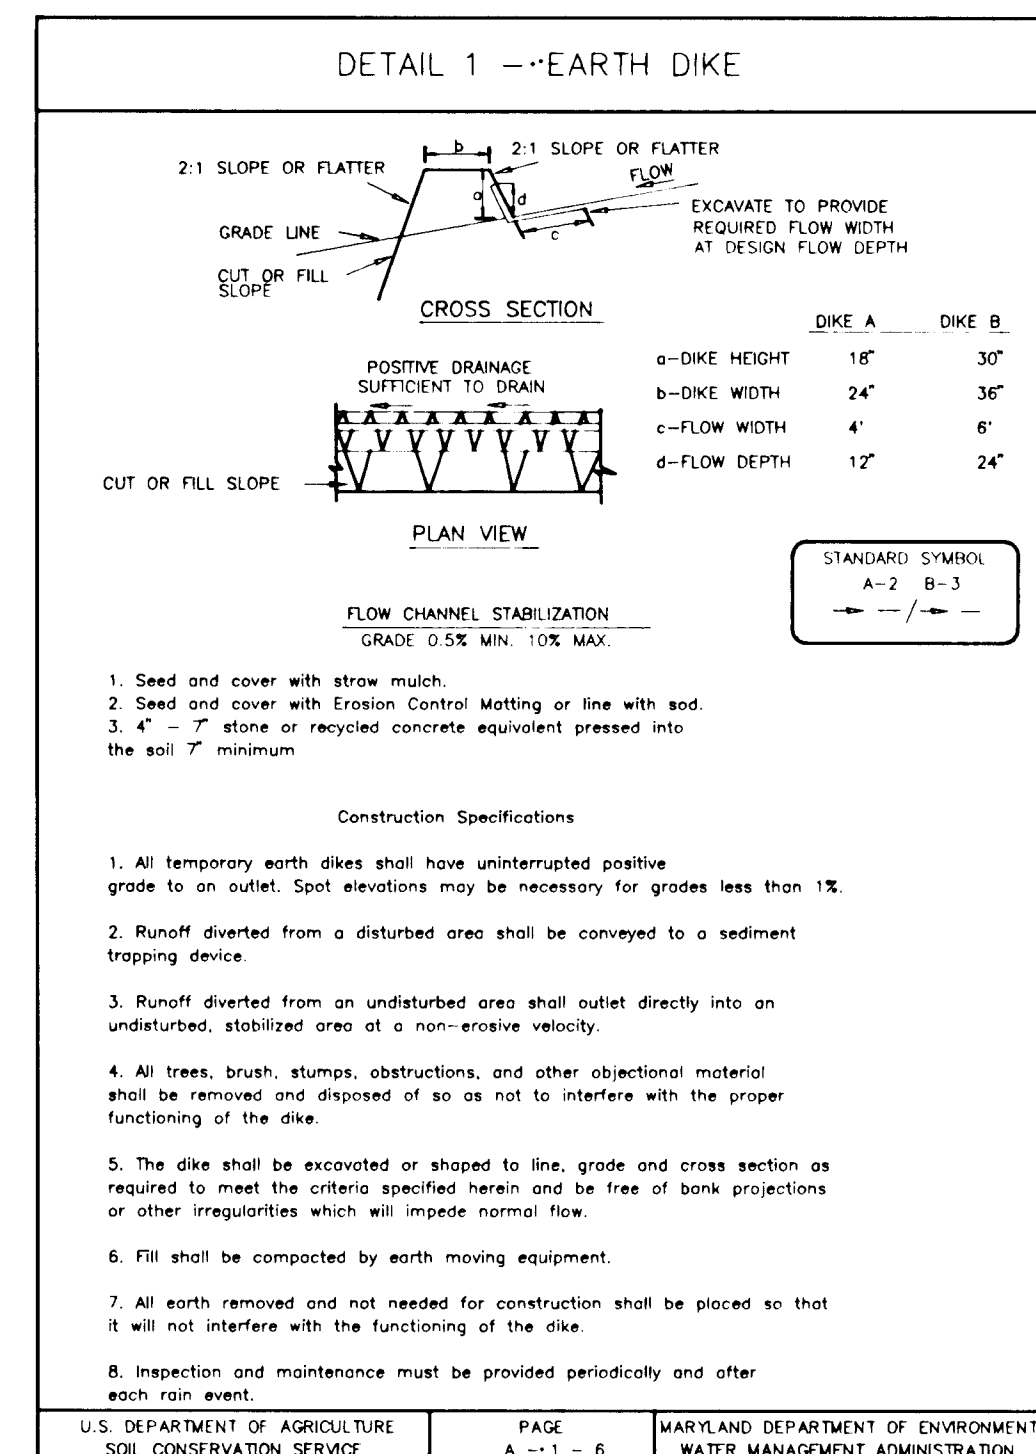 DETAIL 1 - EARTH DIKE
b
2:1 SLOPE OR FLATTER
2:1 SLOPE OR FLATTER
FLOW
a
d
EXCAVATE TO PROVIDE
REQUIRED FLOW WIDTH
AT DESIGN FLOW DEPTH
GRADE LINE
c
CUT OR FILL
SLOPE
CROSS SECTION
DIKE A DIKE B
a-DIKE HEIGHT 18" 30"
b-DIKE WIDTH 24" 36"
c-FLOW WIDTH 4' 6'
d-FLOW DEPTH 12" 24"
POSITIVE DRAINAGE
SUFFICIENT TO DRAIN
CUT OR FILL SLOPE
PLAN VIEW
STANDARD SYMBOL
A-2 B-3
FLOW CHANNEL STABILIZATION
GRADE 0.5% MIN. 10% MAX.
1. Seed and cover with straw mulch.
2. Seed and cover with Erosion Control Matting or line with sod.
3. 4" - 7" stone or recycled concrete equivalent pressed into
the soil 7" minimum
Construction Specifications
1. All temporary earth dikes shall have uninterrupted positive
grade to an outlet. Spot elevations may be necessary for grades less than 1%.
2. Runoff diverted from a disturbed area shall be conveyed to a sediment
trapping device.
3. Runoff diverted from an undisturbed area shall outlet directly into an
undisturbed, stabilized area at a non-erosive velocity.
4. All trees, brush, stumps, obstructions, and other objectional material
shall be removed and disposed of so as not to interfere with the proper
functioning of the dike.
5. The dike shall be excavated or shaped to line, grade and cross section as
required to meet the criteria specified herein and be free of bank projections
or other irregularities which will impede normal flow.
6. Fill shall be compacted by earth moving equipment.
7. All earth removed and not needed for construction shall be placed so that
it will not interfere with the functioning of the dike.
8. Inspection and maintenance must be provided periodically and after
each rain event.
U.S. DEPARTMENT OF AGRICULTURE
SOIL CONSERVATION SERVICE
PAGE
A - 1 - 6
MARYLAND DEPARTMENT OF ENVIRONMENT
WATER MANAGEMENT ADMINISTRATION